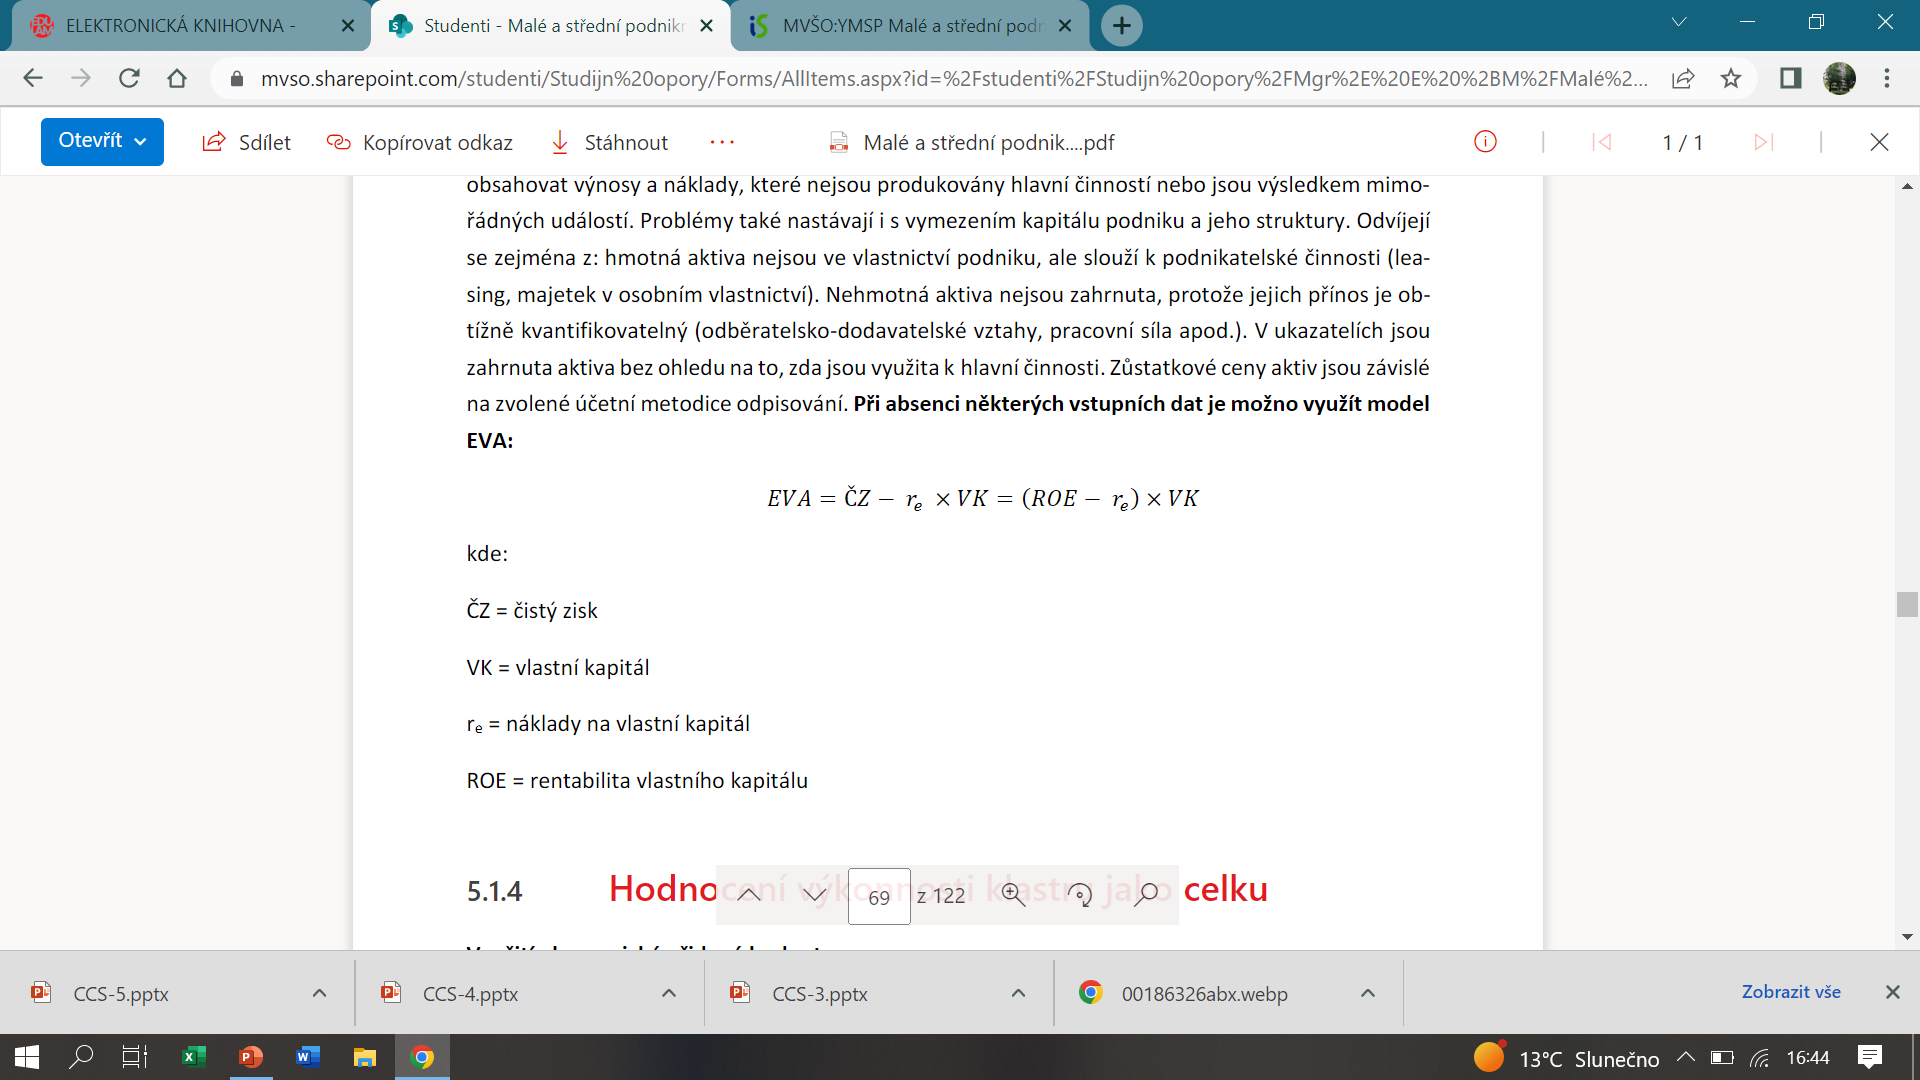 ELEKTRONICKÁ KNIHOVNA -
Studenti - Malé a střední podnikn
MVŠO:YMSP Malé a střední podn
mvso.sharepoint.com/studenti/Studijn%20opory/Forms/AllItems.aspx?id=%2Fstudenti%2FStudijn%20opory%2FMgr%2E%20E%20%2BM%2FMalé%2...
Otevřít
Sdílet
Kopírovat odkaz
Stáhnout
Malé a střední podnik....pdf
1 / 1
obsahovat výnosy a náklady, které nejsou produkovány hlavní činností nebo jsou výsledkem mimo-
řádných událostí. Problémy také nastávají i s vymezením kapitálu podniku a jeho struktury. Odvíjejí
se zejména z: hmotná aktiva nejsou ve vlastnictví podniku, ale slouží k podnikatelské činnosti (lea-
sing, majetek v osobním vlastnictví). Nehmotná aktiva nejsou zahrnuta, protože jejich přínos je ob-
tížně kvantifikovatelný (odběratelsko-dodavatelské vztahy, pracovní síla apod.). V ukazatelích jsou
zahrnuta aktiva bez ohledu na to, zda jsou využita k hlavní činnosti. Zůstatkové ceny aktiv jsou závislé
na zvolené účetní metodice odpisování. Při absenci některých vstupních dat je možno využít model
EVA:
EVA = ČZ − rₑ × VK = (ROE − rₑ) × VK
kde:
ČZ = čistý zisk
VK = vlastní kapitál
rₑ = náklady na vlastní kapitál
ROE = rentabilita vlastního kapitálu
5.1.4 Hodnocení výkonnosti klastru jako celku
69 z 122
CCS-5.pptx
CCS-4.pptx
CCS-3.pptx
00186326abx.webp
Zobrazit vše
13°C Slunečno
16:44